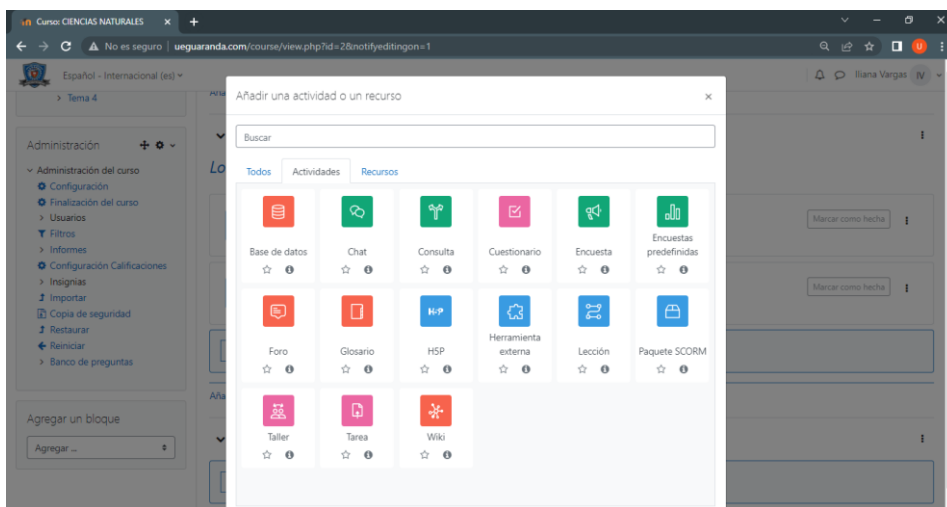 Curso: CIENCIAS NATURALES
No es seguro | ueguaranda.com/course/view.php?id=2&notifyeditingon=1
U
Español - Internacional (es)
Iliana Vargas IV
Tema 4
Administración
Administración del curso
Configuración
Finalización del curso
Usuarios
Filtros
Informes
Configuración Calificaciones
Insignias
Importar
Copia de seguridad
Restaurar
Reiniciar
Banco de preguntas
Agregar un bloque
Agregar ...
Aña
Lo
Aña
Añadir una actividad o un recurso
Buscar
Todos Actividades Recursos
Base de datos Chat Consulta Cuestionario Encuesta Encuestas
predefinidas
Foro Glosario H5P Herramienta
externa Lección Paquete SCORM
Taller Tarea Wiki
Marcar como hecha
Marcar como hecha